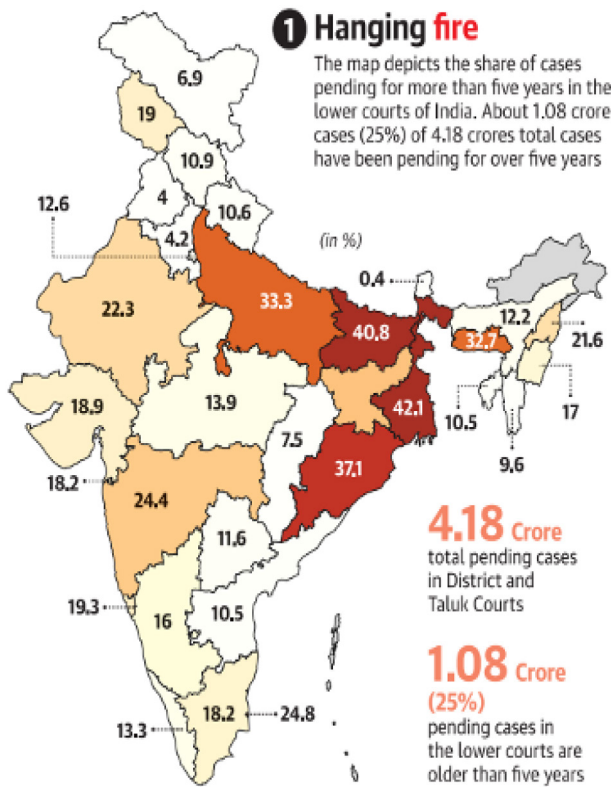 1 Hanging fire
The map depicts the share of cases
pending for more than five years in the
lower courts of India. About 1.08 crore
cases (25%) of 4.18 crores total cases
have been pending for over five years
(in %)
6.9
19
10.9
4
10.6
12.6
4.2
0.4
33.3
22.3
12.2
40.8
32.7
21.6
18.9
13.9
42.1
10.5
17
7.5
9.6
18.2
37.1
24.4
11.6
19.3
16
10.5
18.2
24.8
13.3
4.18 Crore
total pending cases
in District and
Taluk Courts
1.08 Crore
(25%)
pending cases in
the lower courts are
older than five years